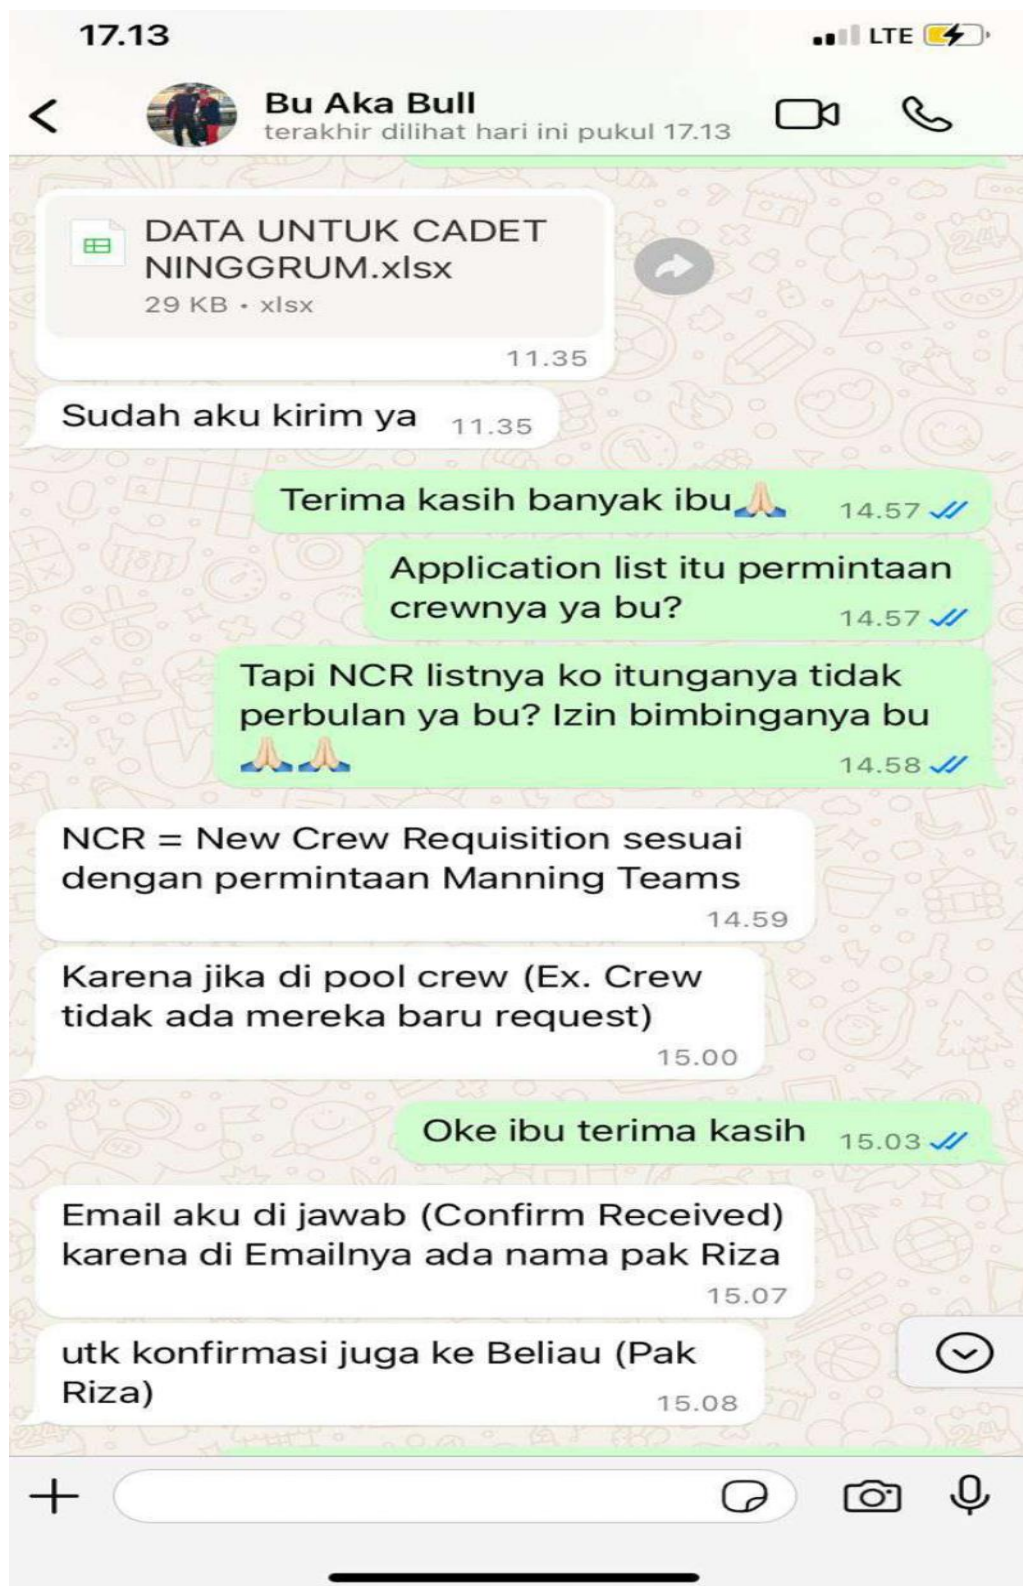 17.13
LTE
Bu Aka Bull
terakhir dilihat hari ini pukul 17.13
DATA UNTUK CADET
NINGGRUM.xlsx
29 KB • xlsx
11.35
Sudah aku kirim ya 11.35
Terima kasih banyak ibu🙏🏻 14.57
Application list itu permintaan
crewnya ya bu? 14.57
Tapi NCR listnya ko itunganya tidak
perbulan ya bu? Izin bimbinganya bu
🙏🏻🙏🏻 14.58
NCR = New Crew Requisition sesuai
dengan permintaan Manning Teams
14.59
Karena jika di pool crew (Ex. Crew
tidak ada mereka baru request)
15.00
Oke ibu terima kasih 15.03
Email aku di jawab (Confirm Received)
karena di Emailnya ada nama pak Riza
15.07
utk konfirmasi juga ke Beliau (Pak
Riza) 15.08